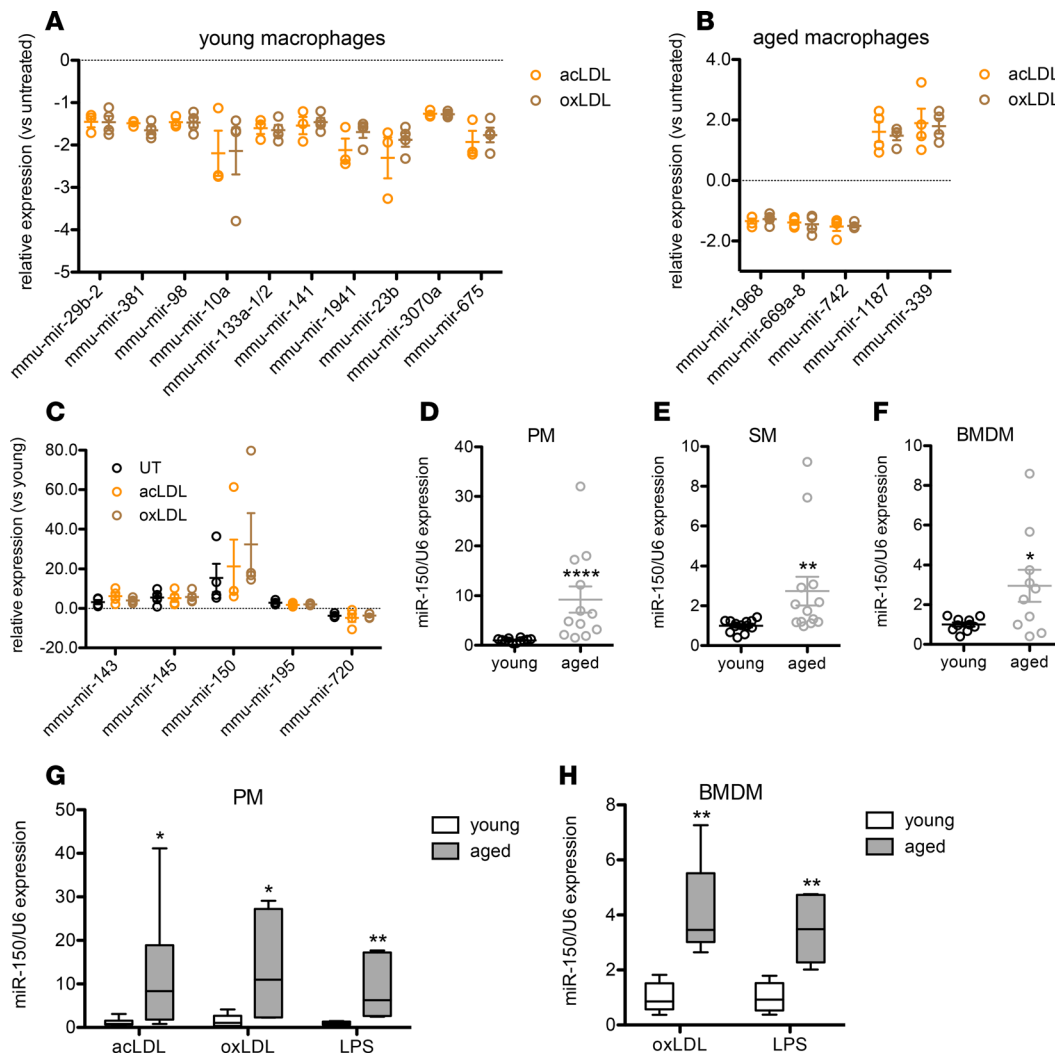 A
young macrophages
relative expression (vs untreated)
0
-1
-2
-3
-4
-5
acLDL
oxLDL
mmu-mir-29b-2
mmu-mir-381
mmu-mir-98
mmu-mir-10a
mmu-mir-133a-1/2
mmu-mir-141
mmu-mir-1941
mmu-mir-23b
mmu-mir-3070a
mmu-mir-675
B
aged macrophages
relative expression (vs untreated)
4.0
2.0
0.0
-2.0
acLDL
oxLDL
mmu-mir-1968
mmu-mir-669a-8
mmu-mir-742
mmu-mir-1187
mmu-mir-339
C
relative expression (vs young)
80.0
60.0
40.0
20.0
0.0
-20.0
UT
acLDL
oxLDL
mmu-mir-143
mmu-mir-145
mmu-mir-150
mmu-mir-195
mmu-mir-720
D
PM
miR-150/U6 expression
40
30
20
10
0
****
young aged
E
SM
miR-150/U6 expression
10
8
6
4
2
0
**
young aged
F
BMDM
miR-150/U6 expression
10
8
6
4
2
0
*
young aged
G
PM
miR-150/U6 expression
50
40
30
20
10
0
* * **
young
aged
acLDL oxLDL LPS
H
BMDM
miR-150/U6 expression
8
6
4
2
0
** **
young
aged
oxLDL LPS